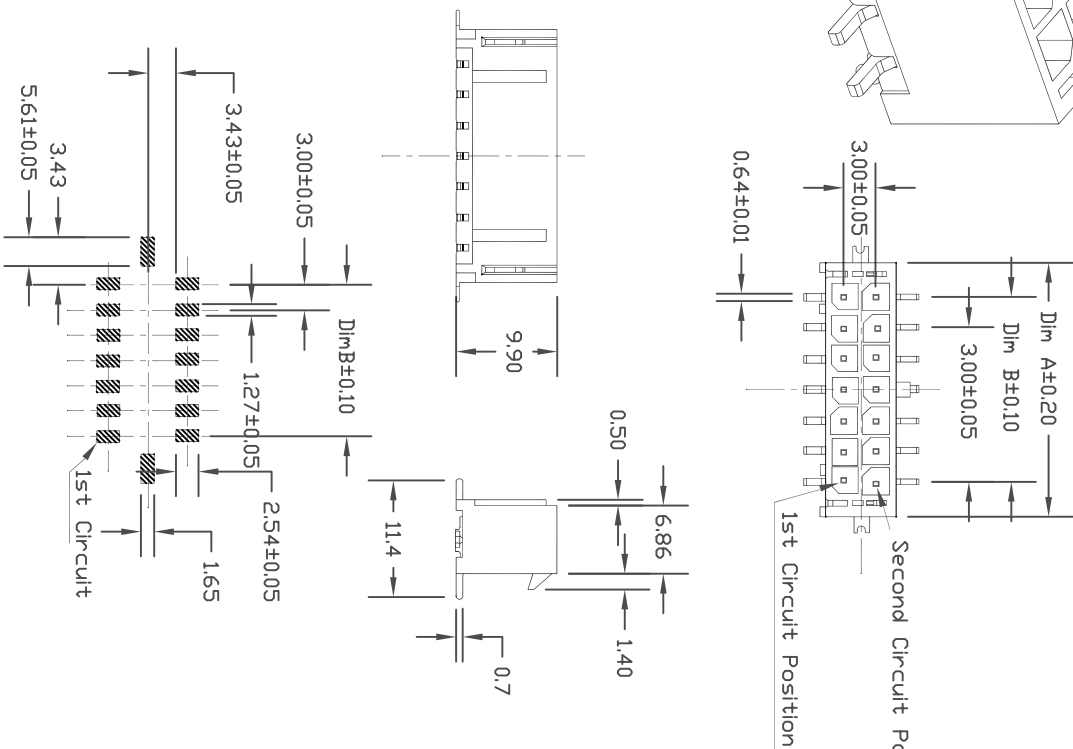 Dim A±0.20
Dim B±0.10
3.00±0.05
3.00±0.05
0.64±0.01
Second Circuit
1st Circuit Position
9.90
0.50
6.86
1.40
11.4
0.7
3.00±0.05
3.43±0.05
3.43
5.61±0.05
DimB±0.10
1.27±0.05
2.54±0.05
1.65
1st Circuit